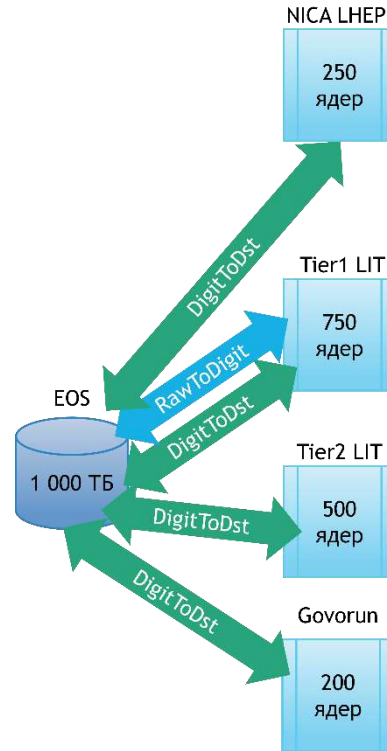 NICA LHEP
250
ядер
DigitToDst
Tier1 LIT
750
ядер
RawToDigit
DigitToDst
EOS
1 000 ТБ
Tier2 LIT
500
ядер
DigitToDst
DigitToDst
Govorun
200
ядер